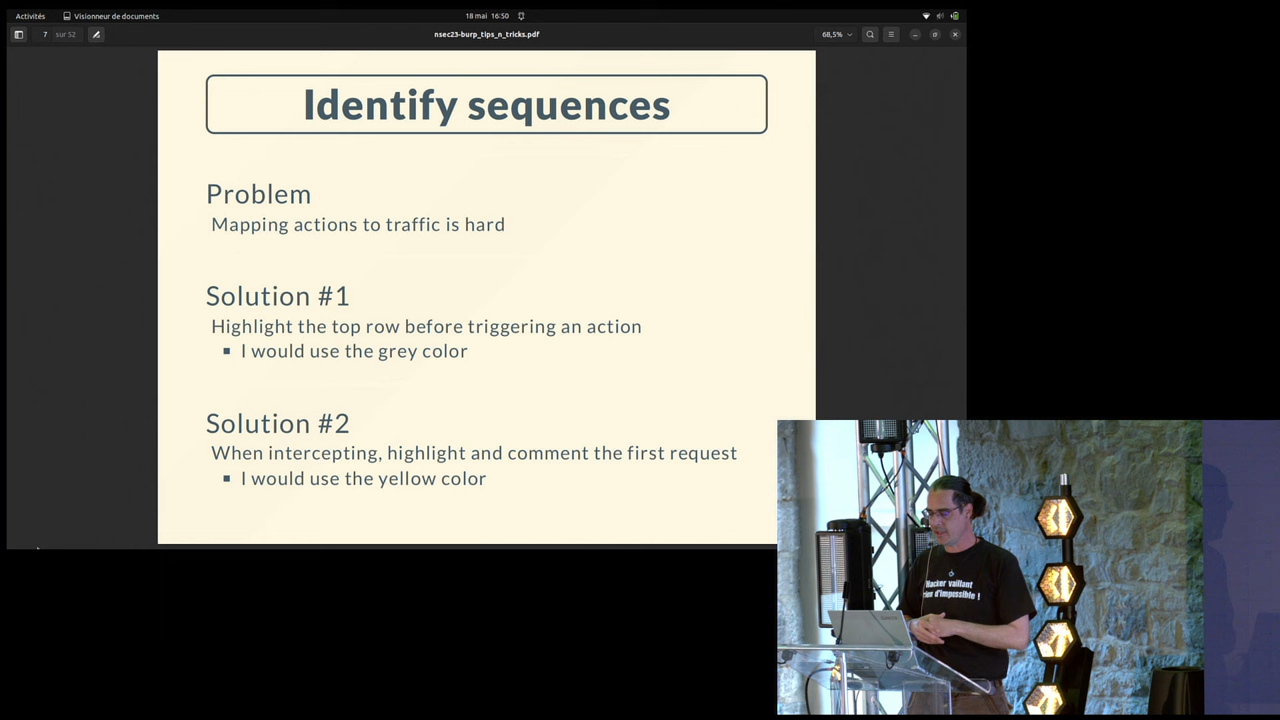 Activités
Visionneur de documents
18 mai 16:50
7
sur 52
nsec23-burp_tips_n_tricks.pdf
68,5%
Identify sequences
Problem
Mapping actions to traffic is hard
Solution #1
Highlight the top row before triggering an action
▪ I would use the grey color
Solution #2
When intercepting, highlight and comment the first request
▪ I would use the yellow color
Hacker vaillant
rien d'impossible !